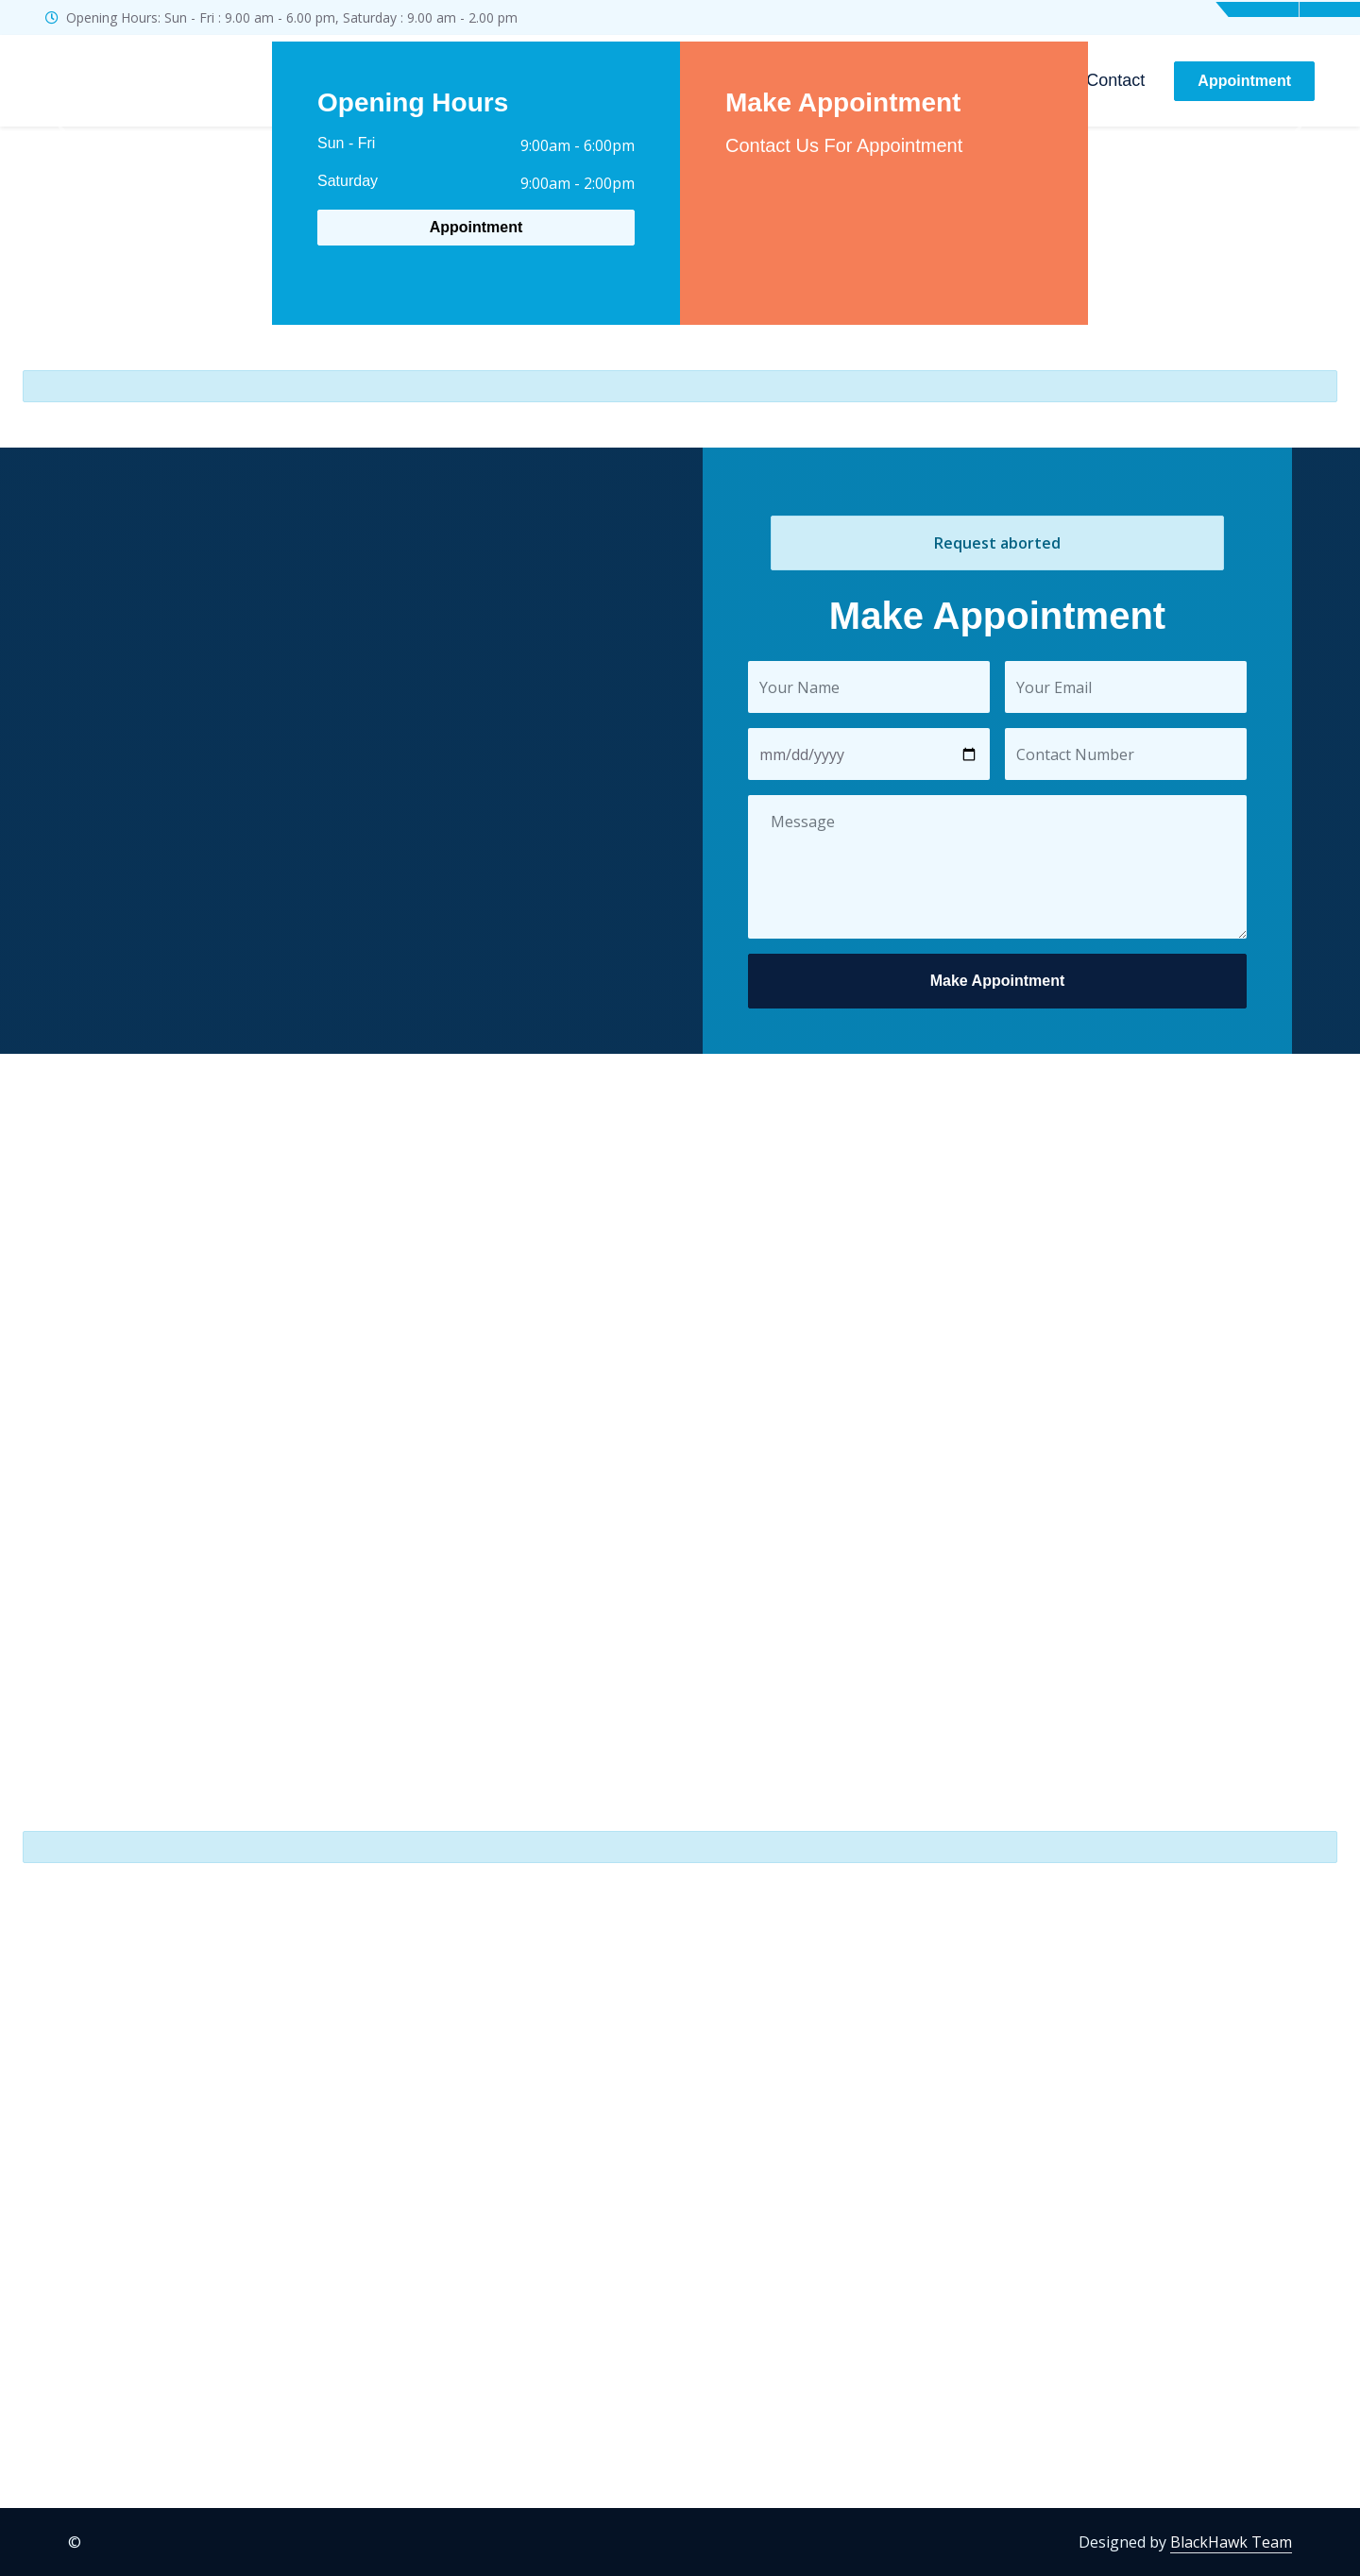 Opening Hours: Sun - Fri : 9.00 am - 6.00 pm, Saturday : 9.00 am - 2.00 pm
Contact
Appointment
Opening Hours
Sun - Fri 9:00am - 6:00pm
Saturday 9:00am - 2:00pm
Appointment
Make Appointment
Contact Us For Appointment
Request aborted
Make Appointment
Your Name
Your Email
mm/dd/yyyy
Contact Number
Message
Make Appointment
©
Designed by BlackHawk Team